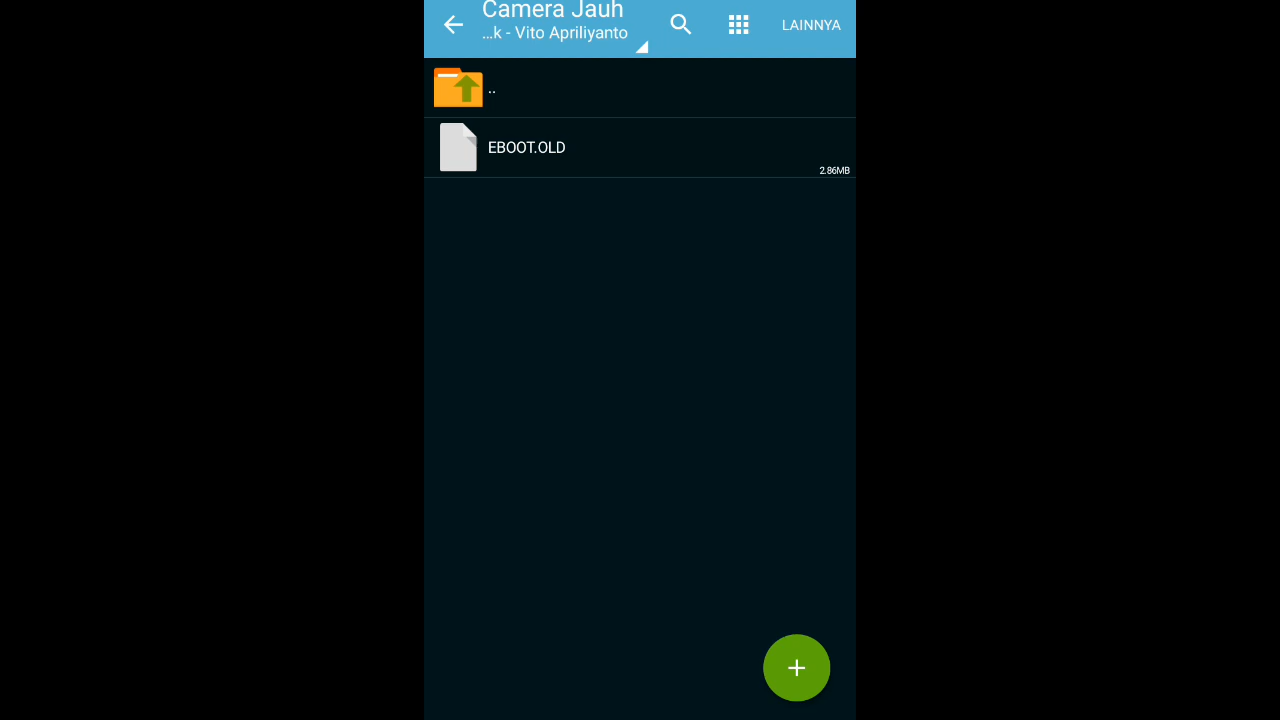 Camera Jauh
…k - Vito Apriliyanto
LAINNYA
..
EBOOT.OLD
2.86MB